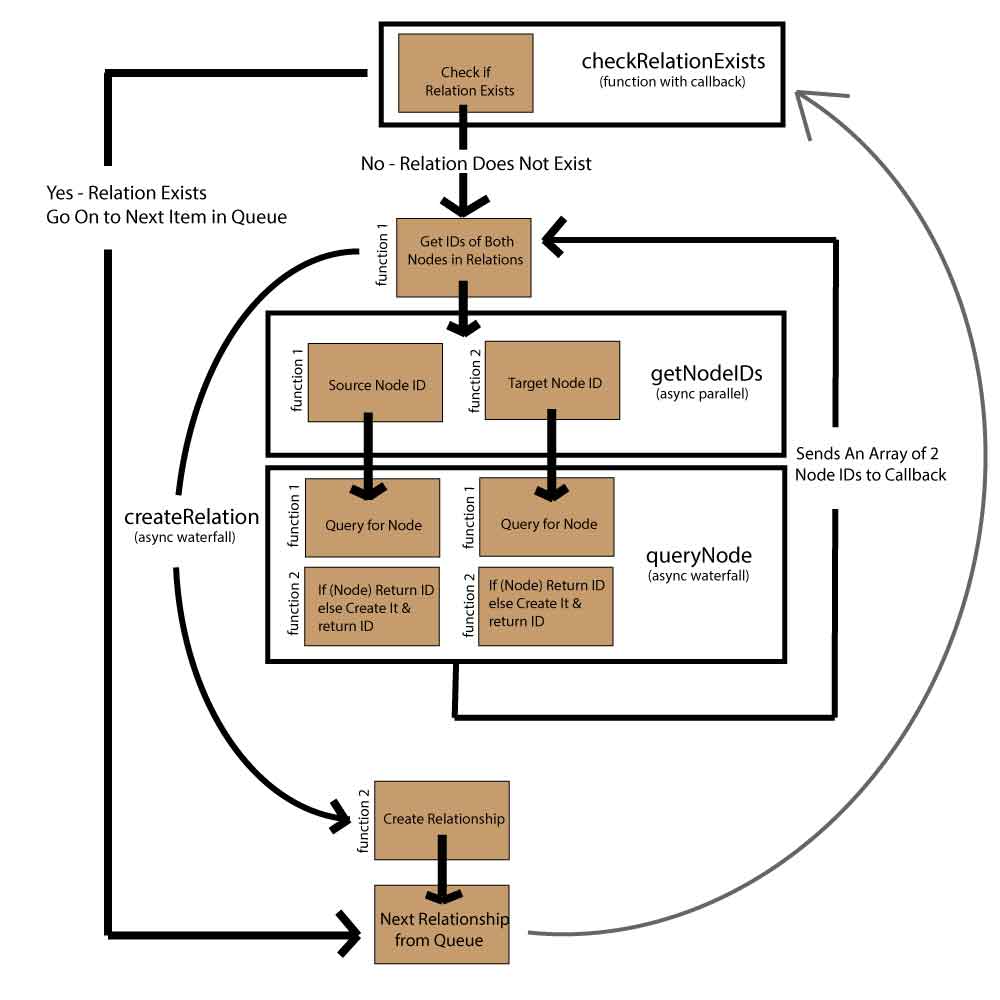 Check if
Relation Exists
checkRelationExists
(function with callback)
No - Relation Does Not Exist
Yes - Relation Exists
Go On to Next Item in Queue
function 1
Get IDs of Both
Nodes in Relations
function 1
Source Node ID
function 2
Target Node ID
getNodeIDs
(async parallel)
Sends An Array of 2
Node IDs to Callback
createRelation
(async waterfall)
function 1
Query for Node
function 1
Query for Node
queryNode
(async waterfall)
function 2
If (Node) Return ID
else Create It &
return ID
function 2
If (Node) Return ID
else Create It &
return ID
function 2
Create Relationship
Next Relationship
from Queue